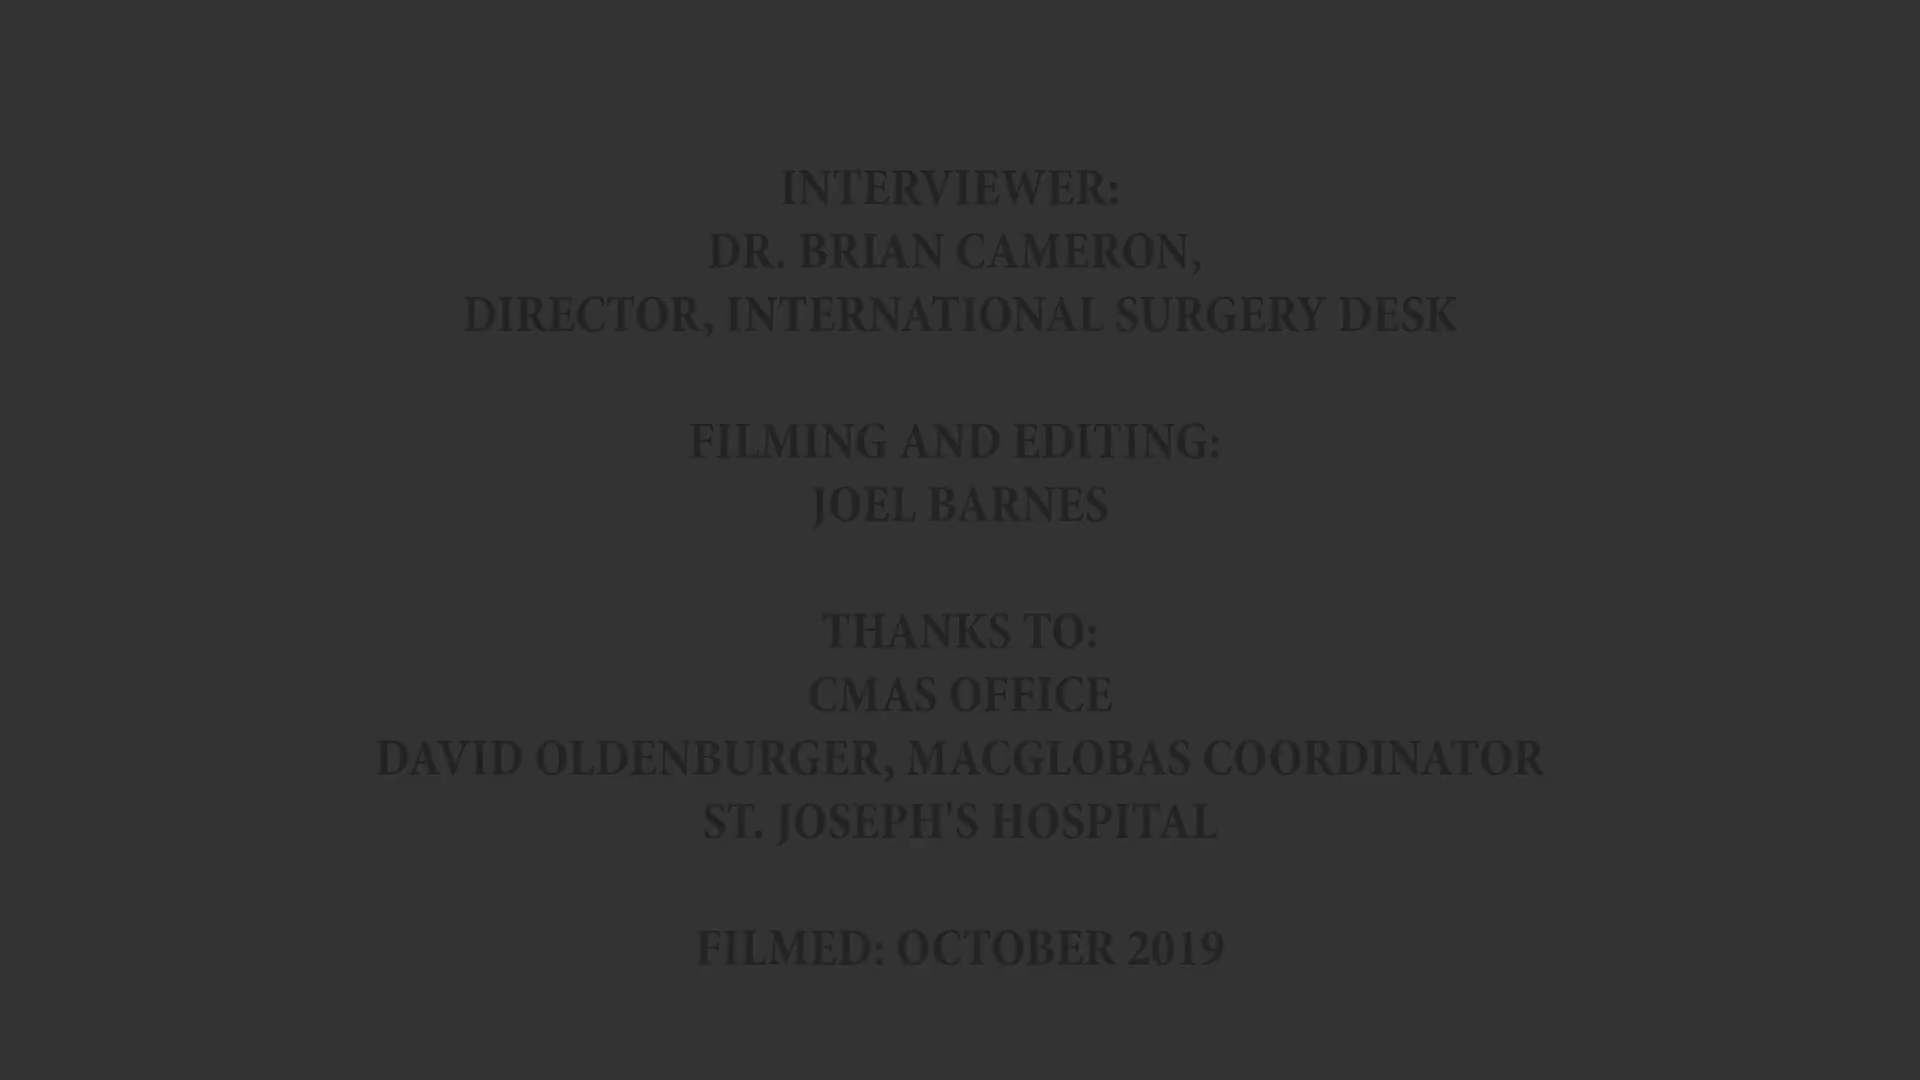 INTERVIEWER:
DR. BRIAN CAMERON,
DIRECTOR, INTERNATIONAL SURGERY DESK
FILMING AND EDITING:
JOEL BARNES
THANKS TO:
CMAS OFFICE
DAVID OLDENBURGER, MACGLOBAS COORDINATOR
ST. JOSEPH'S HOSPITAL
FILMED: OCTOBER 2019